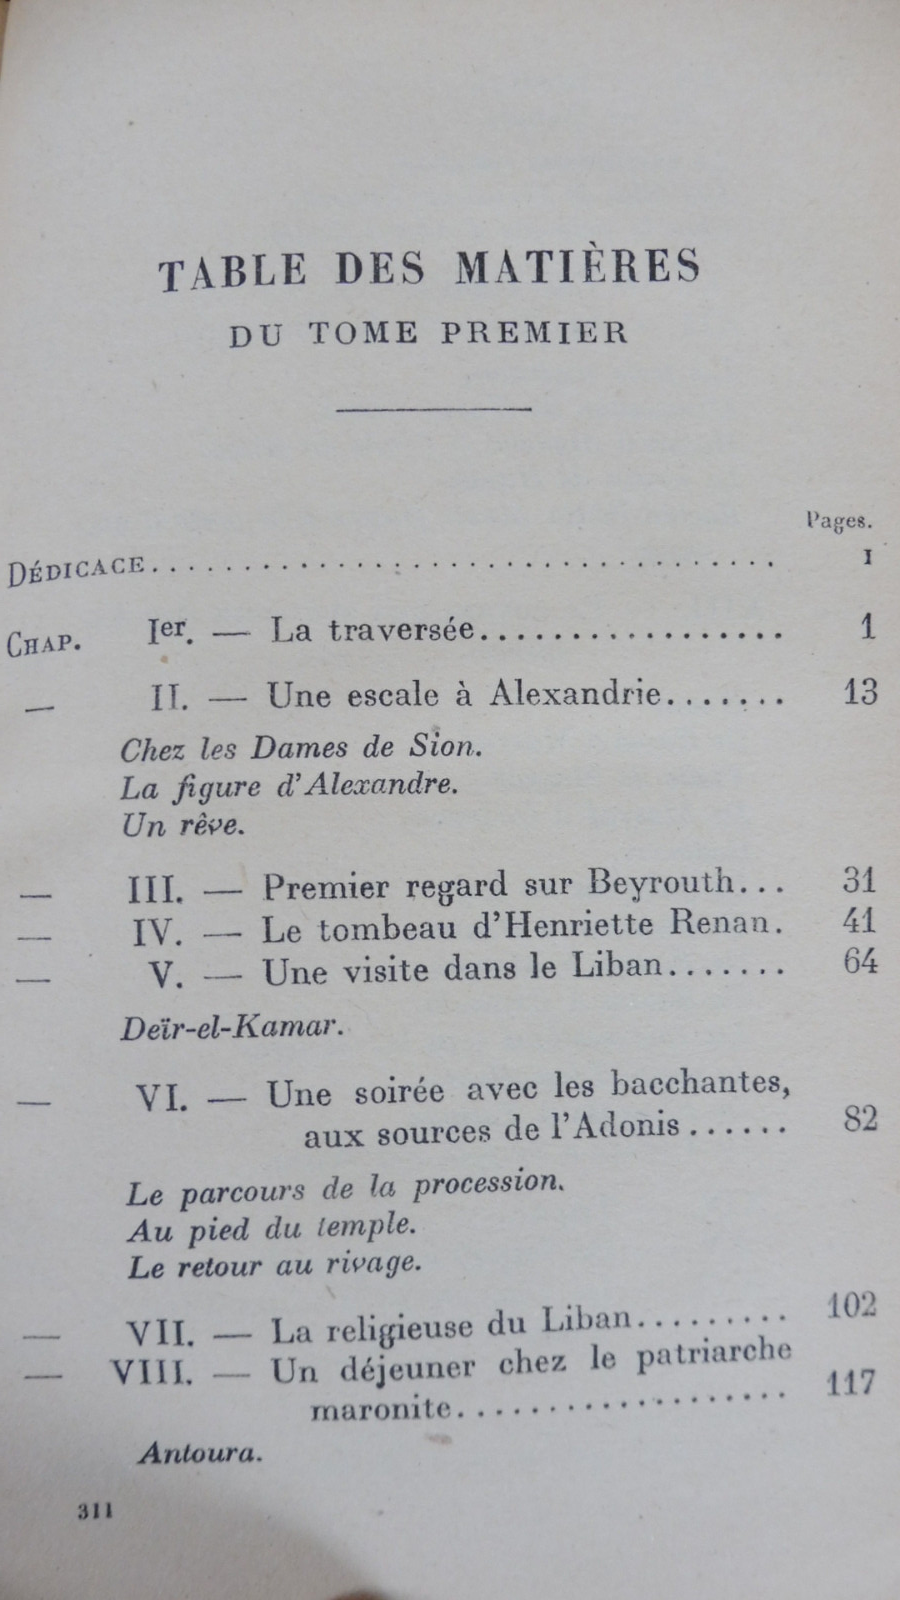 TABLE DES MATIÈRES
DU TOME PREMIER
Pages.
DÉDICACE................................... I
CHAP. Ier. — La traversée................. 1
— II. — Une escale à Alexandrie....... 13
Chez les Dames de Sion.
La figure d'Alexandre.
Un rêve.
— III. — Premier regard sur Beyrouth... 31
— IV. — Le tombeau d'Henriette Renan. 41
— V. — Une visite dans le Liban....... 64
Deïr-el-Kamar.
— VI. — Une soirée avec les bacchantes,
aux sources de l'Adonis...... 82
Le parcours de la procession.
Au pied du temple.
Le retour au rivage.
— VII. — La religieuse du Liban......... 102
— VIII. — Un déjeuner chez le patriarche
maronite................... 117
Antoura.
311